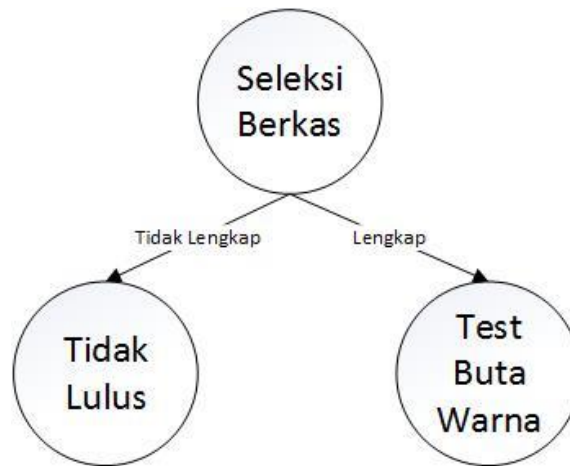 Seleksi
Berkas
Tidak Lengkap
Lengkap
Tidak
Lulus
Test
Buta
Warna